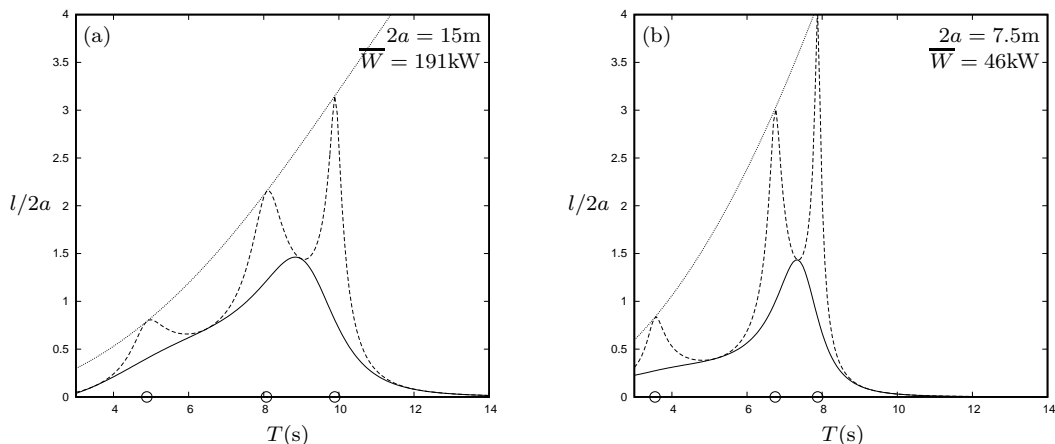 (a)
2a = 15m
W̅ = 191kW
4
3.5
3
2.5
2
1.5
1
0.5
0
l/2a
4 6 8 10 12 14
T(s)
(b)
2a = 7.5m
W̅ = 46kW
4
3.5
3
2.5
2
1.5
1
0.5
0
l/2a
4 6 8 10 12 14
T(s)